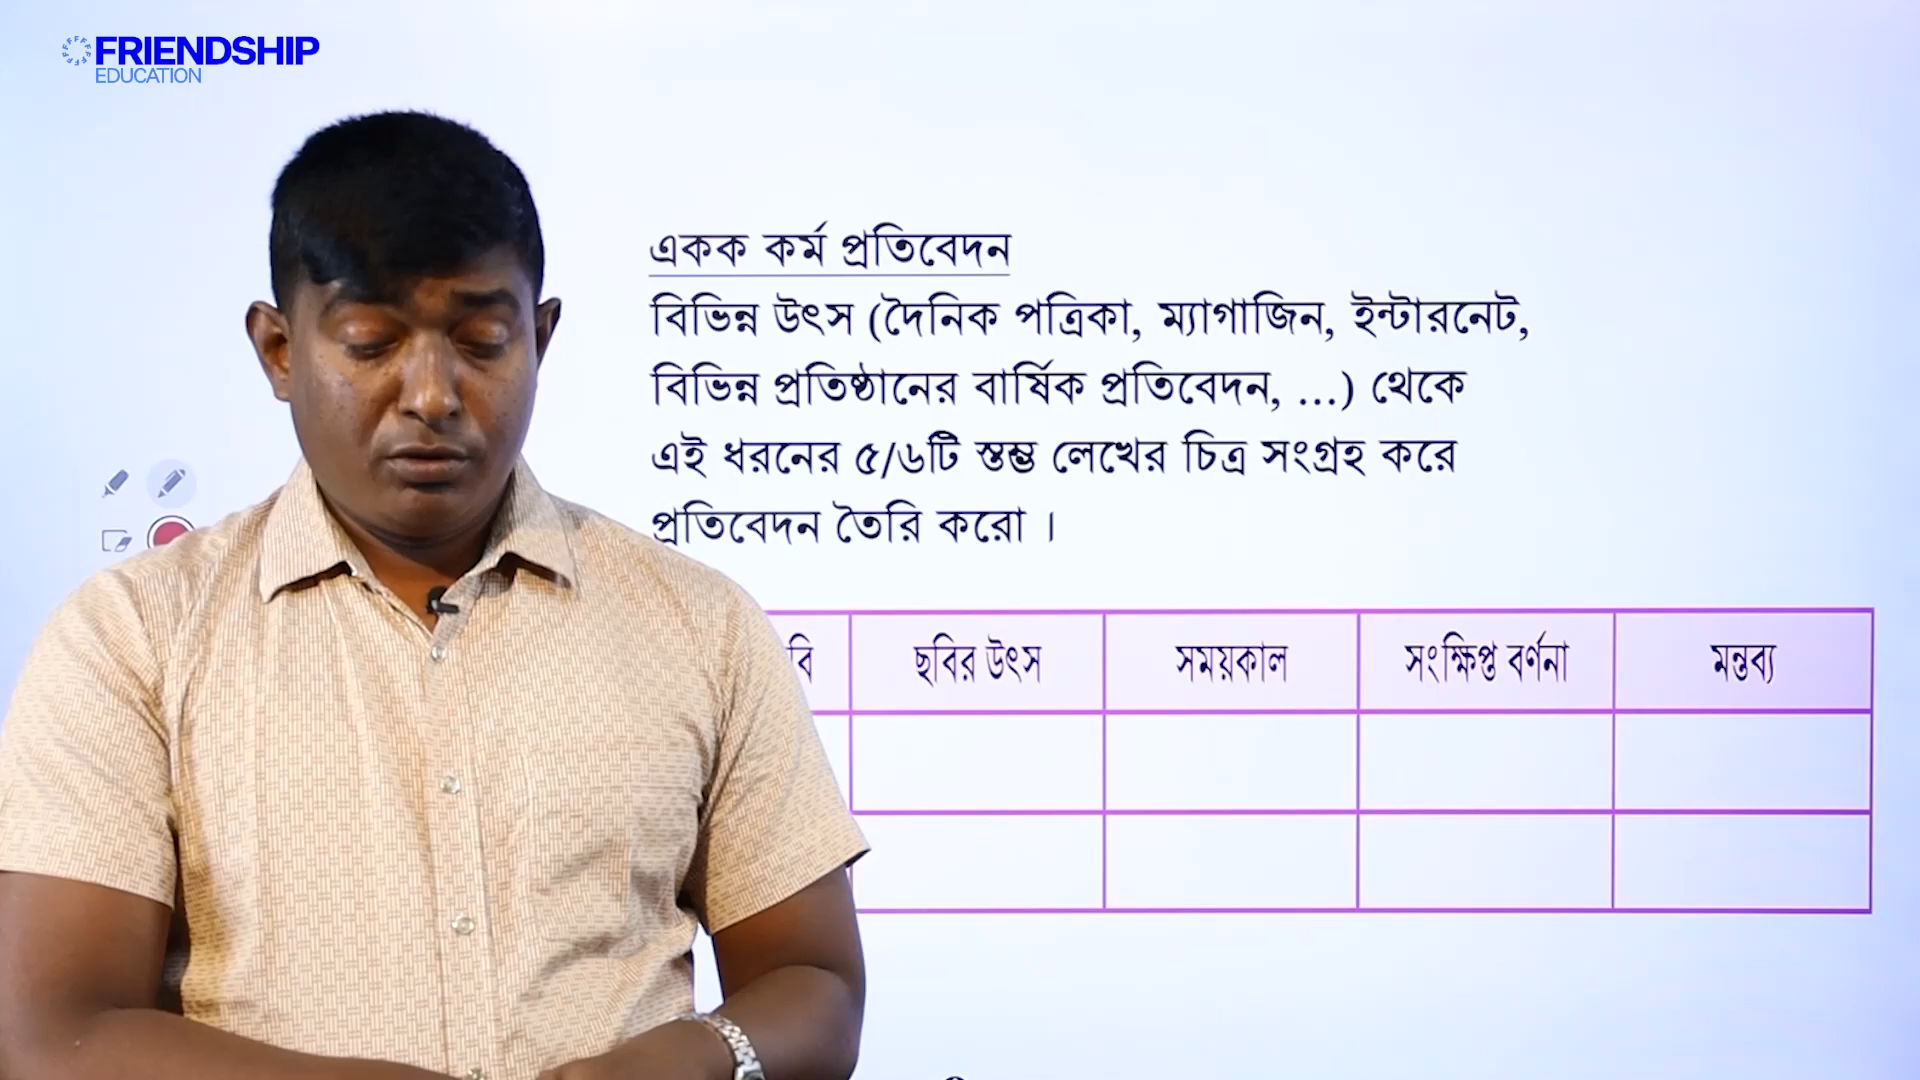 FRIENDSHIP
EDUCATION
একক কর্ম প্রতিবেদন
বিভিন্ন উৎস (দৈনিক পত্রিকা, ম্যাগাজিন, ইন্টারনেট,
বিভিন্ন প্রতিষ্ঠানের বার্ষিক প্রতিবেদন, ...) থেকে
এই ধরনের ৫/৬টি স্তম্ভ লেখের চিত্র সংগ্রহ করে
প্রতিবেদন তৈরি করো ।
ছবির উৎস সময়কাল সংক্ষিপ্ত বর্ণনা মন্তব্য